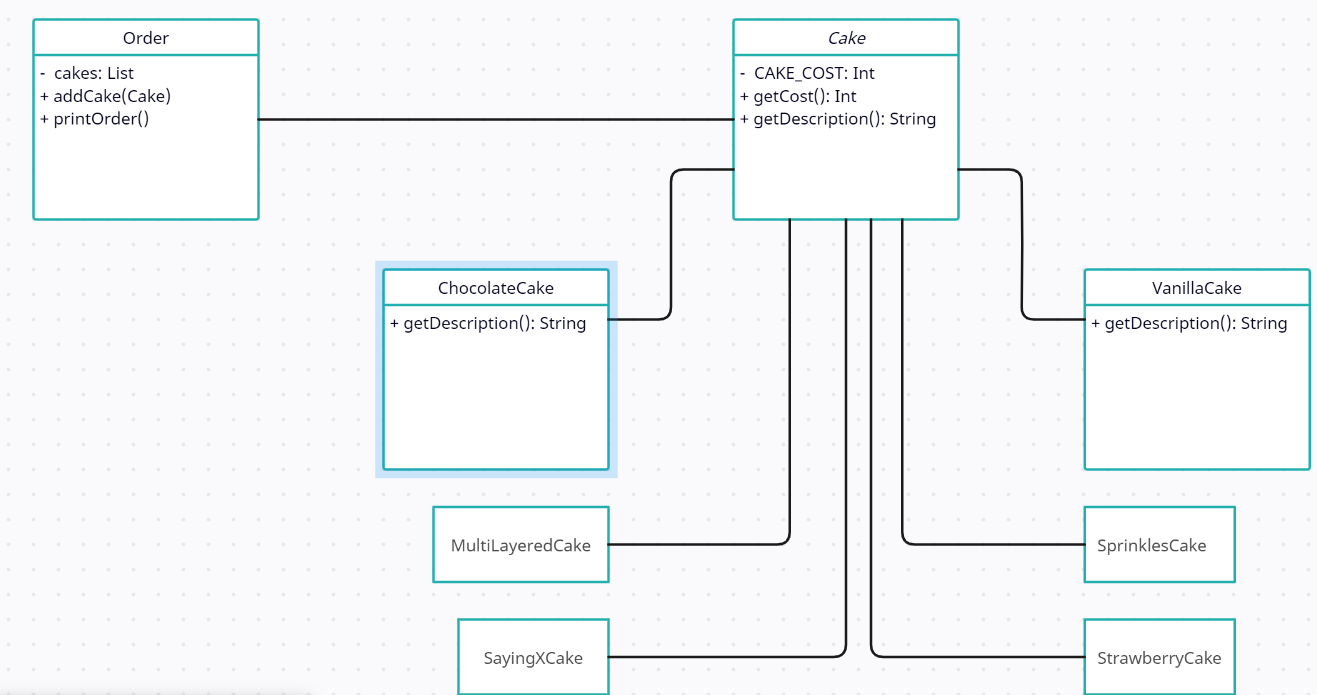 Order
- cakes: List
+ addCake(Cake)
+ printOrder()
Cake
- CAKE_COST: Int
+ getCost(): Int
+ getDescription(): String
ChocolateCake
+ getDescription(): String
VanillaCake
+ getDescription(): String
MultiLayeredCake
SprinklesCake
SayingXCake
StrawberryCake